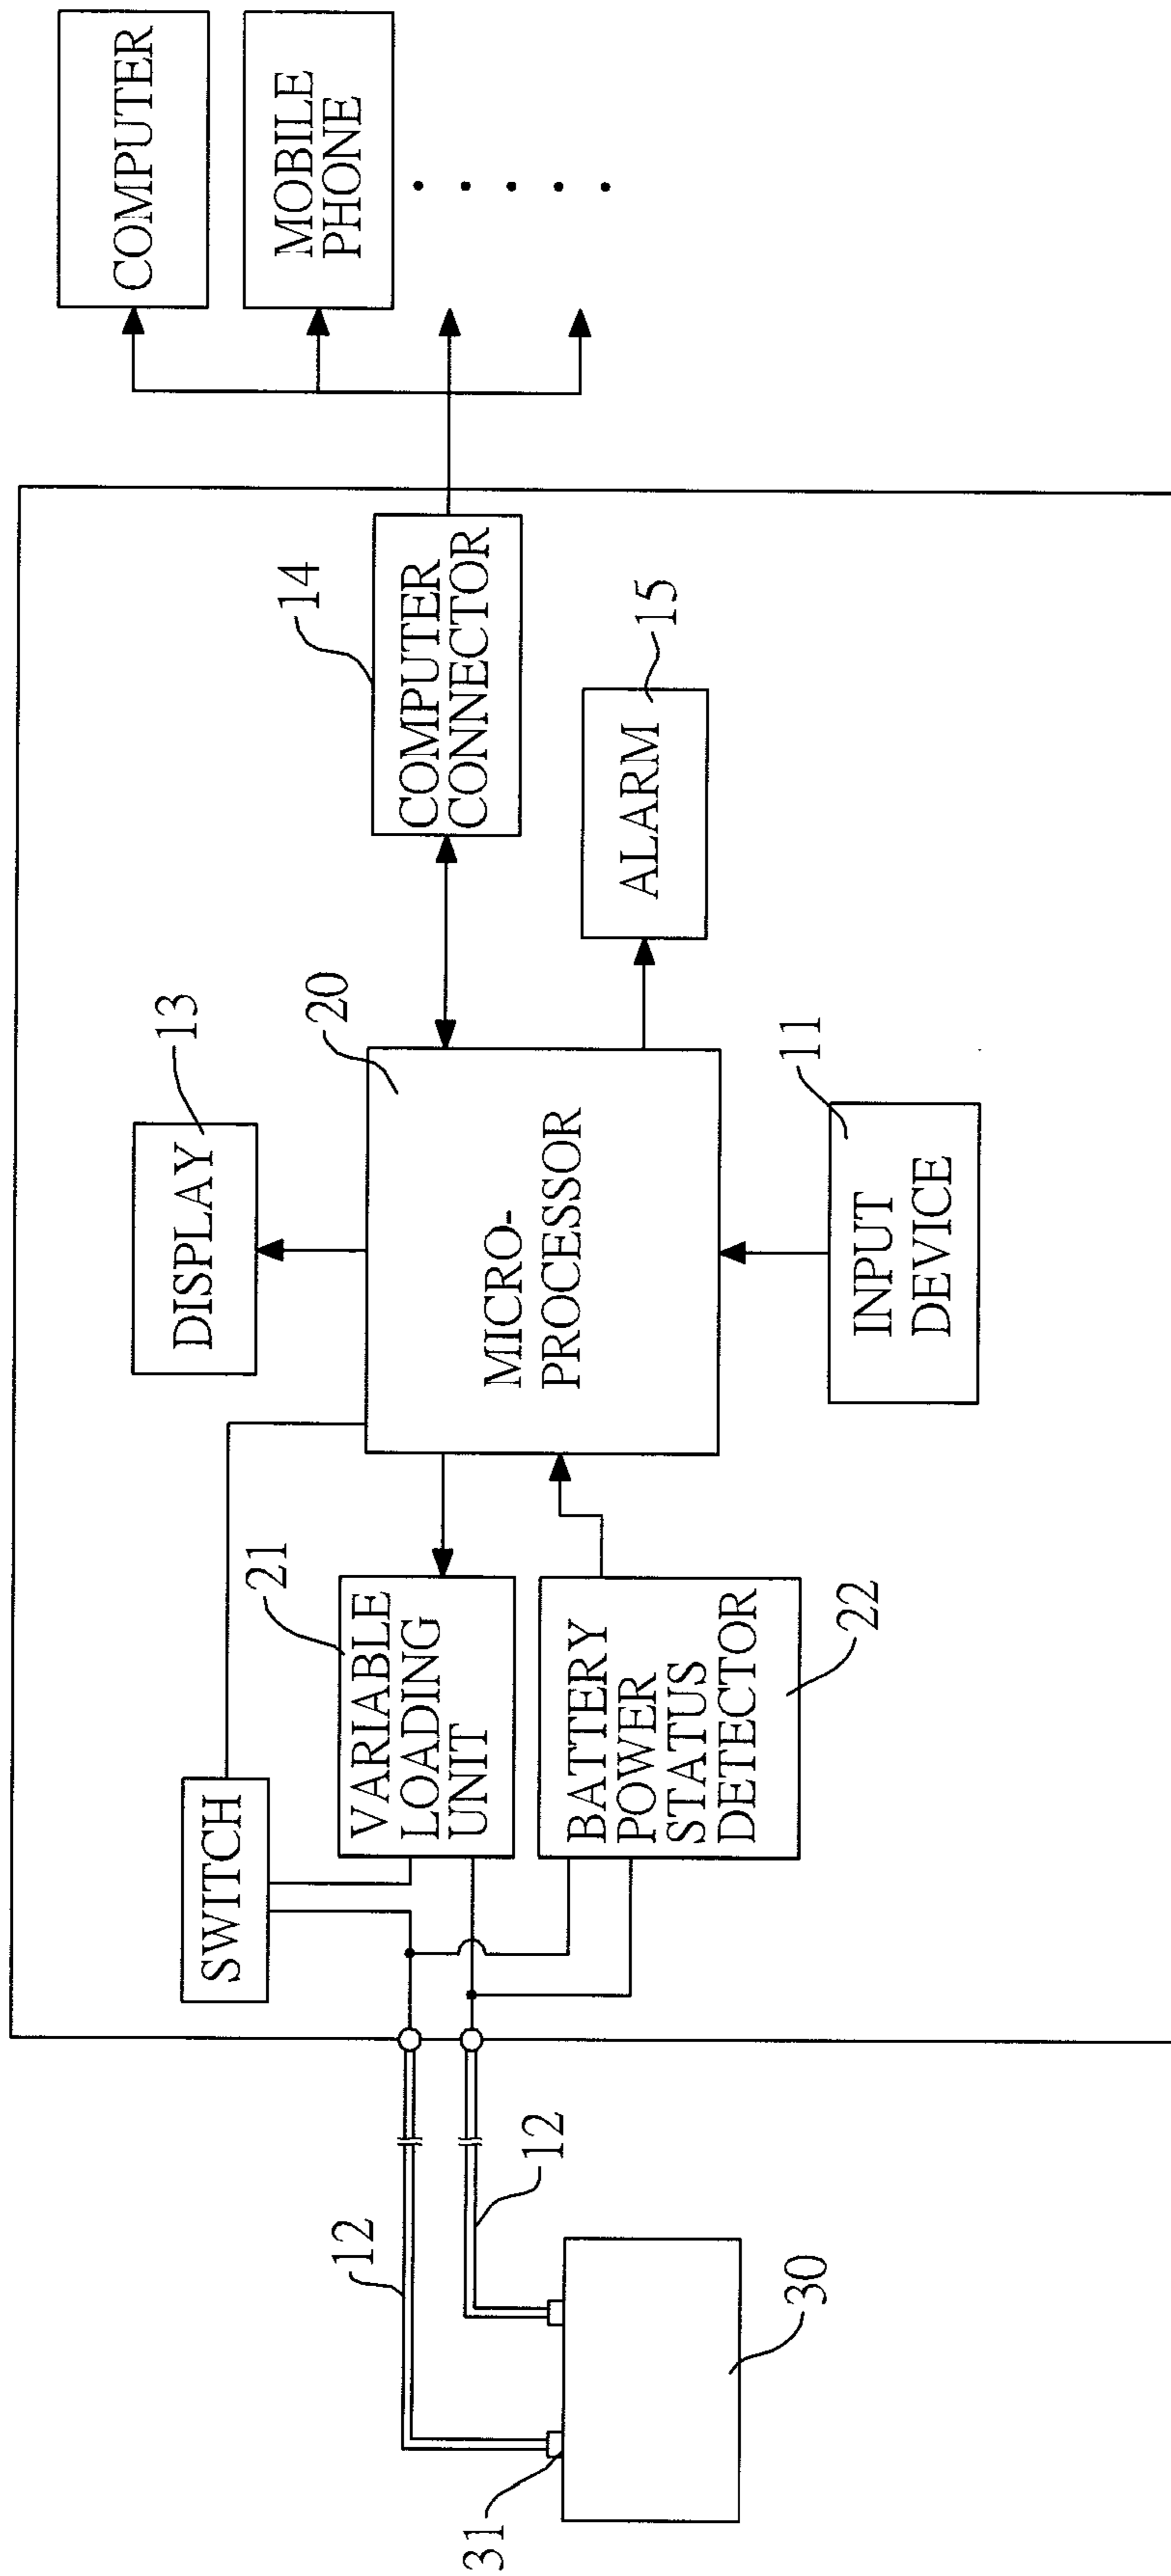 COMPUTER
MOBILE
PHONE
14
COMPUTER
CONNECTOR
15
ALARM
13
DISPLAY
20
MICRO-
PROCESSOR
11
INPUT
DEVICE
21
VARIABLE
LOADING
UNIT
SWITCH
BATTERY
POWER
STATUS
DETECTOR
22
12
12
31
30